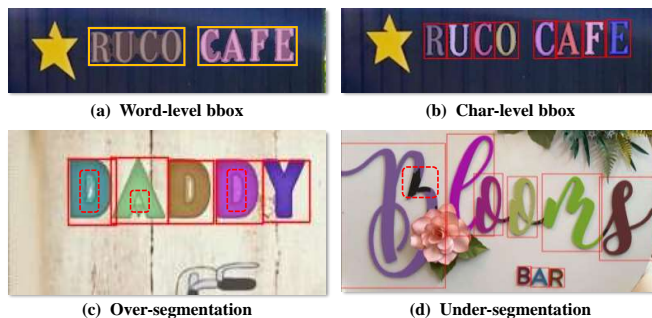 RUCO CAFE
RUCO CAFE
(a) Word-level bbox
(b) Char-level bbox
DADDY
Blooms
BAR
(c) Over-segmentation
(d) Under-segmentation